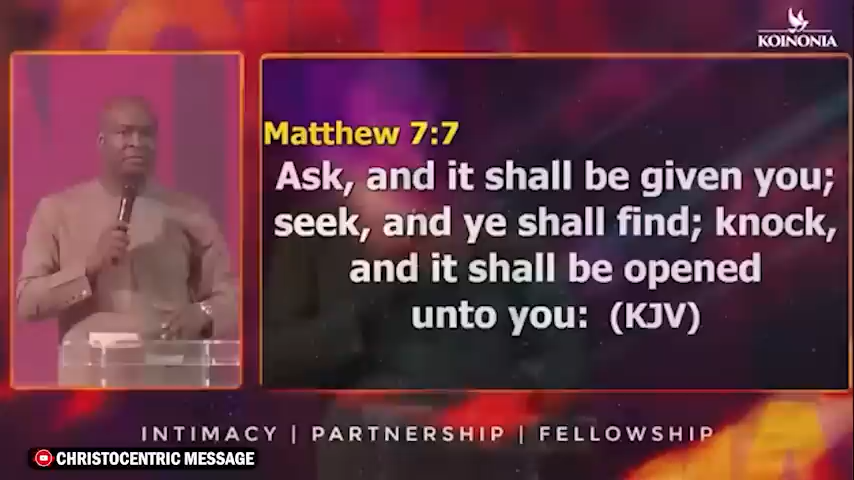 KOINONIA
Matthew 7:7
Ask, and it shall be given you;
seek, and ye shall find; knock,
and it shall be opened
unto you: (KJV)
INTIMACY | PARTNERSHIP | FELLOWSHIP
CHRISTOCENTRIC MESSAGE